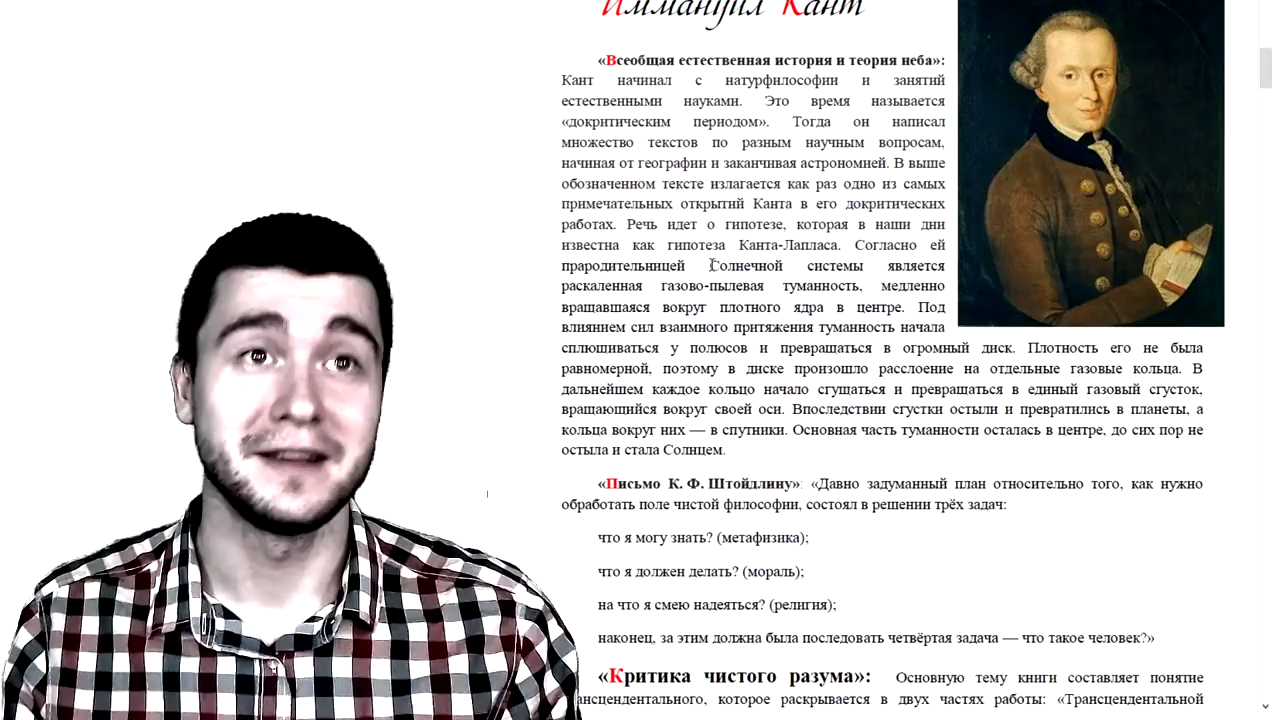 Иммануил Кант
«Всеобщая естественная история и теория неба»:
Кант начинал с натурфилософии и занятий
естественными науками. Это время называется
«докритическим периодом». Тогда он написал
множество текстов по разным научным вопросам,
начиная от географии и заканчивая астрономией. В выше
обозначенном тексте излагается как раз одно из самых
примечательных открытий Канта в его докритических
работах. Речь идет о гипотезе, которая в наши дни
известна как гипотеза Канта-Лапласа. Согласно ей
прародительницей Солнечной системы является
раскаленная газово-пылевая туманность, медленно
вращавшаяся вокруг плотного ядра в центре. Под
влиянием сил взаимного притяжения туманность начала
сплющиваться у полюсов и превращаться в огромный диск. Плотность его не была
равномерной, поэтому в диске произошло расслоение на отдельные газовые кольца. В
дальнейшем каждое кольцо начало сгущаться и превращаться в единый газовый сгусток,
вращающийся вокруг своей оси. Впоследствии сгустки остыли и превратились в планеты, а
кольца вокруг них — в спутники. Основная часть туманности осталась в центре, до сих пор не
остыла и стала Солнцем.
«Письмо К. Ф. Штойдлину»: «Давно задуманный план относительно того, как нужно
обработать поле чистой философии, состоял в решении трёх задач:
что я могу знать? (метафизика);
что я должен делать? (мораль);
на что я смею надеяться? (религия);
наконец, за этим должна была последовать четвёртая задача — что такое человек?»
«Критика чистого разума»: Основную тему книги составляет понятие
ансцендентального, которое раскрывается в двух частях работы: «Трансцендентальной